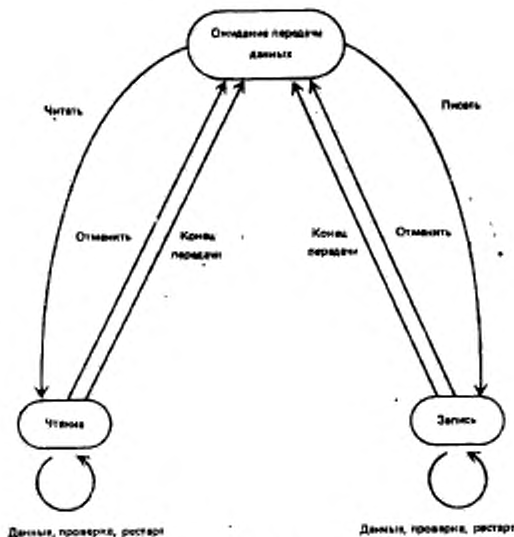 Ожидание передачи
данных
Читать
Писать
Отменить
Конец
передачи
Конец
передачи
Отменить
Чтение
Запись
Данные, проверка, рестарт
Данные, проверка, рестарт